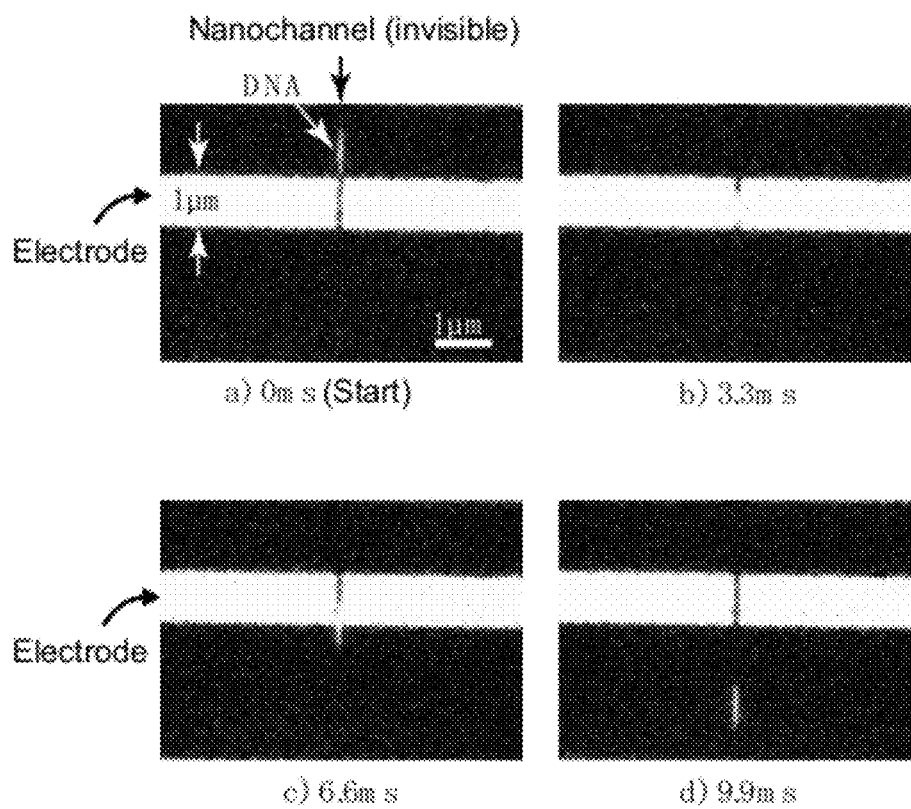 Nanochannel (invisible)
DNA
1μm
Electrode
1μm
a) 0ms (Start)
b) 3.3ms
Electrode
c) 6.6ms
d) 9.9ms